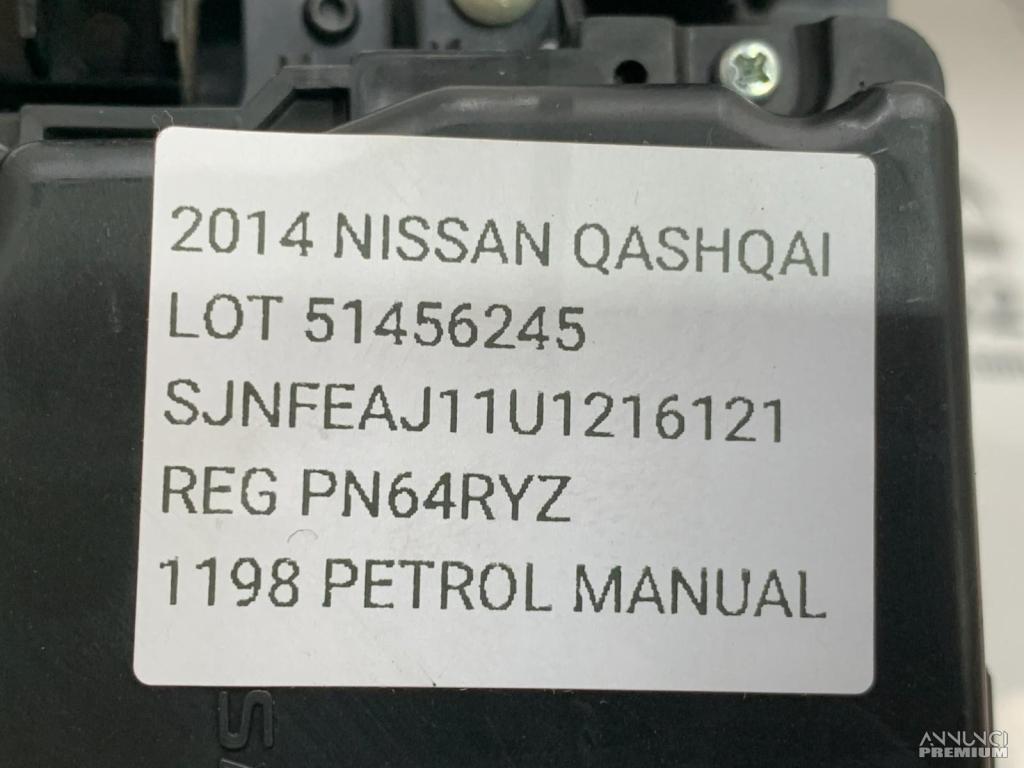 2014 NISSAN QASHQAI
LOT 51456245
SJNFEAJ11U1216121
REG PN64RYZ
1198 PETROL MANUAL
ANNUNCI
PREMIUM